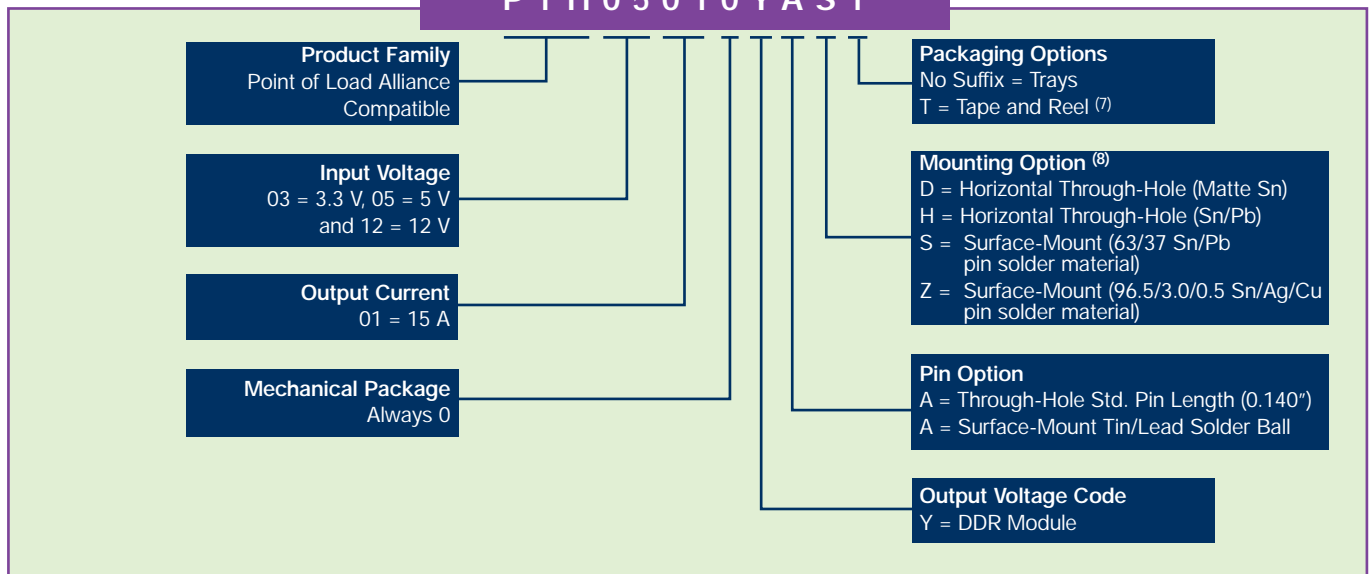 PTH05010YAST
Product Family
Point of Load Alliance
Compatible
Input Voltage
03 = 3.3 V, 05 = 5 V
and 12 = 12 V
Output Current
01 = 15 A
Mechanical Package
Always 0
Packaging Options
No Suffix = Trays
T = Tape and Reel (7)
Mounting Option (8)
D = Horizontal Through-Hole (Matte Sn)
H = Horizontal Through-Hole (Sn/Pb)
S = Surface-Mount (63/37 Sn/Pb
pin solder material)
Z = Surface-Mount (96.5/3.0/0.5 Sn/Ag/Cu
pin solder material)
Pin Option
A = Through-Hole Std. Pin Length (0.140″)
A = Surface-Mount Tin/Lead Solder Ball
Output Voltage Code
Y = DDR Module